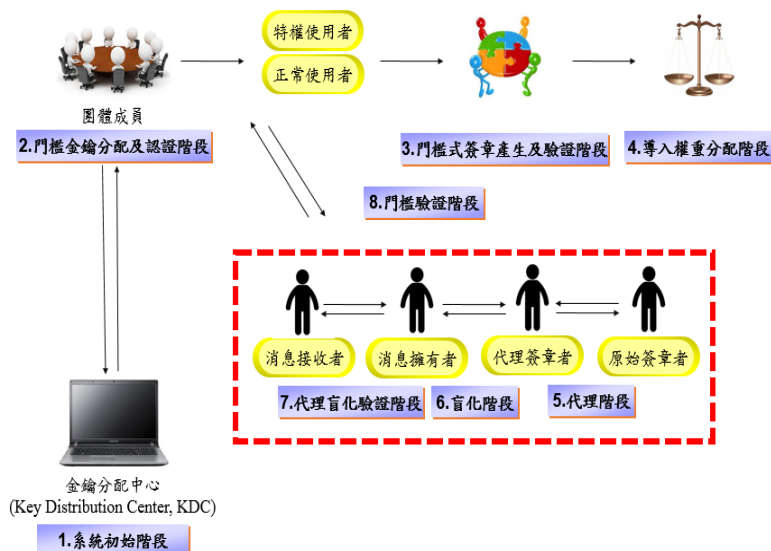 特權使用者
正常使用者
團體成員
2.門檻金鑰分配及認證階段
3.門檻式簽章產生及驗證階段
4.導入權重分配階段
8.門檻驗證階段
消息接收者
消息擁有者
代理簽章者
原始簽章者
7.代理盲化驗證階段
6.盲化階段
5.代理階段
金鑰分配中心
(Key Distribution Center, KDC)
1.系統初始階段